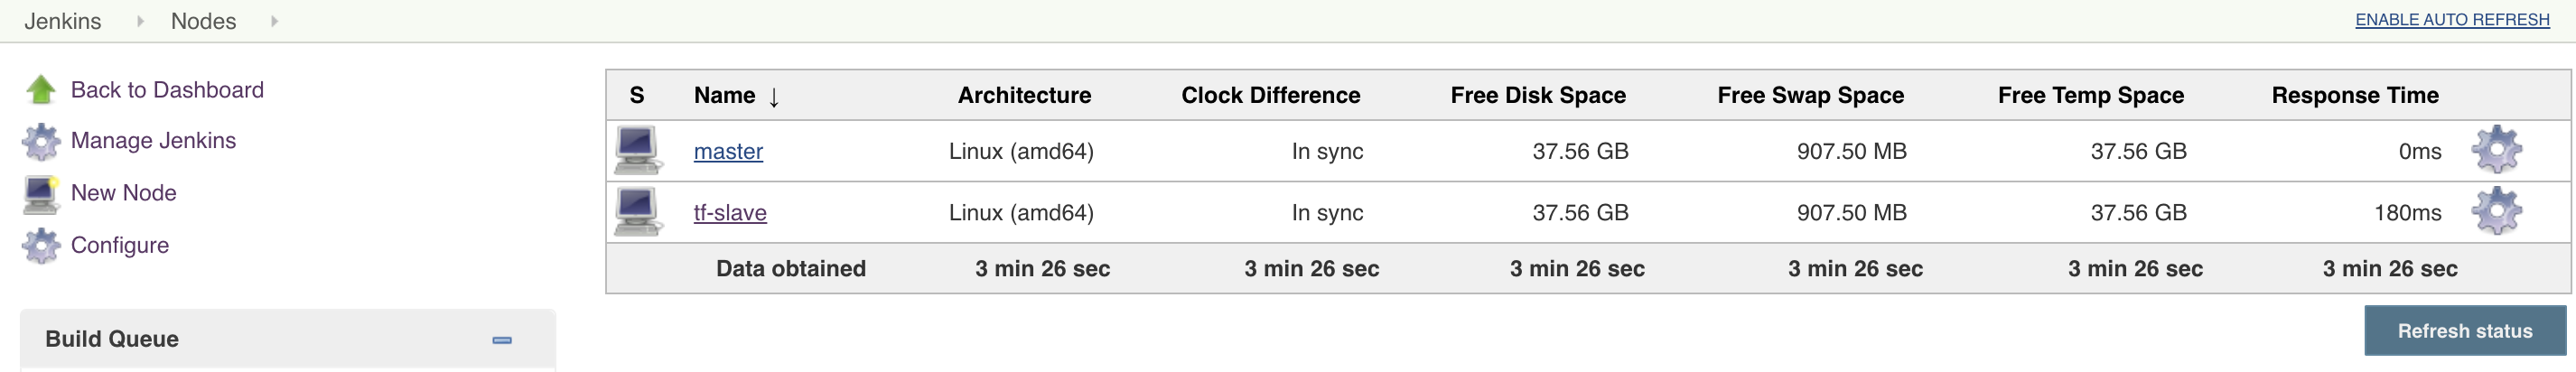 Jenkins Nodes ENABLE AUTO REFRESH
Back to Dashboard
Manage Jenkins
New Node
Configure
Build Queue
S Name ↓ Architecture Clock Difference Free Disk Space Free Swap Space Free Temp Space Response Time
master Linux (amd64) In sync 37.56 GB 907.50 MB 37.56 GB 0ms
tf-slave Linux (amd64) In sync 37.56 GB 907.50 MB 37.56 GB 180ms
Data obtained 3 min 26 sec 3 min 26 sec 3 min 26 sec 3 min 26 sec 3 min 26 sec 3 min 26 sec
Refresh status